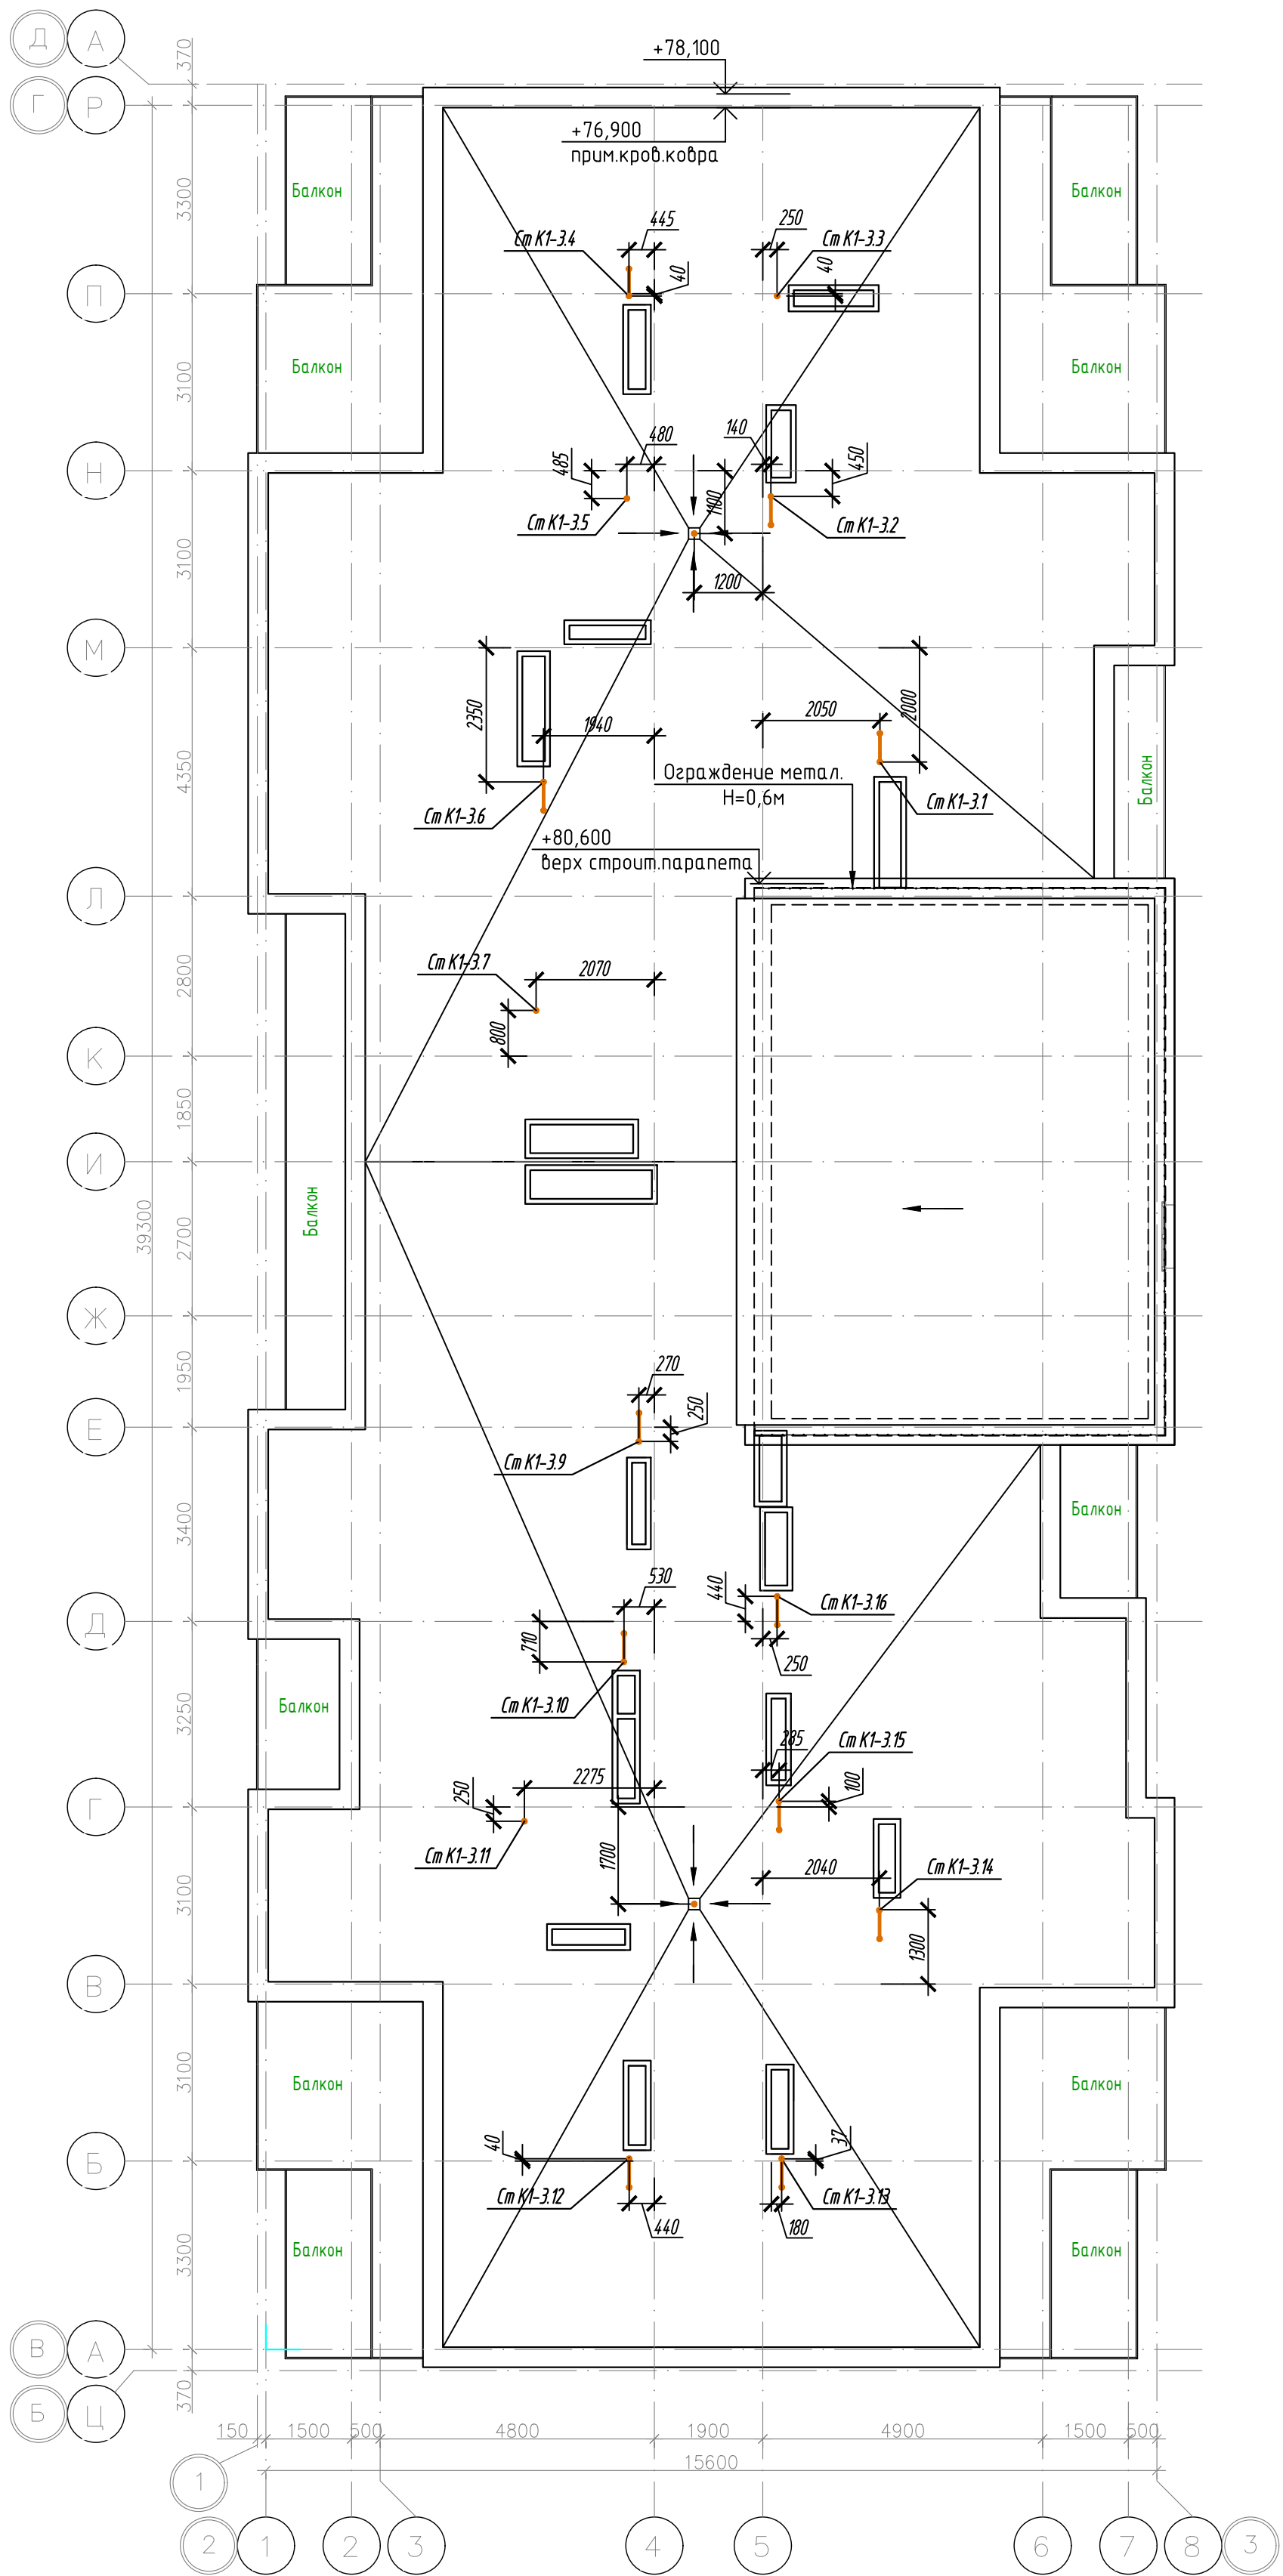 Д
А
370
+78,100
Г
Р
+76,900
прим.кров.ковра
3300
Балкон
Балкон
445
250
Ст К1-3.4
Ст К1-3.3
40
40
П
3100
Балкон
Балкон
480
140
485
450
Н
1100
Ст К1-3.5
Ст К1-3.2
3100
1200
М
2350
1940
2050
2000
4350
Ограждение метал.
Н=0,6м
Балкон
Ст К1-3.6
Ст К1-3.1
+80,600
верх строит.парапета
Л
Ст К1-3.7
2070
2800
800
К
1850
И
39300
2700
Балкон
Ж
1950
270
250
Е
Ст К1-3.9
3400
Балкон
530
440
Ст К1-3.16
Д
710
250
Ст К1-3.10
3250
Балкон
285
Ст К1-3.15
2275
250
100
Г
Ст К1-3.11
1700
2040
Ст К1-3.14
3100
1300
В
3100
Балкон
Балкон
40
37
Б
Ст К1-3.12
Ст К1-3.13
440
180
3300
Балкон
Балкон
В
А
370
Б
Ц
150
1500
500
4800
1900
4900
1500
500
15600
1
2
1
2
3
4
5
6
7
8
3